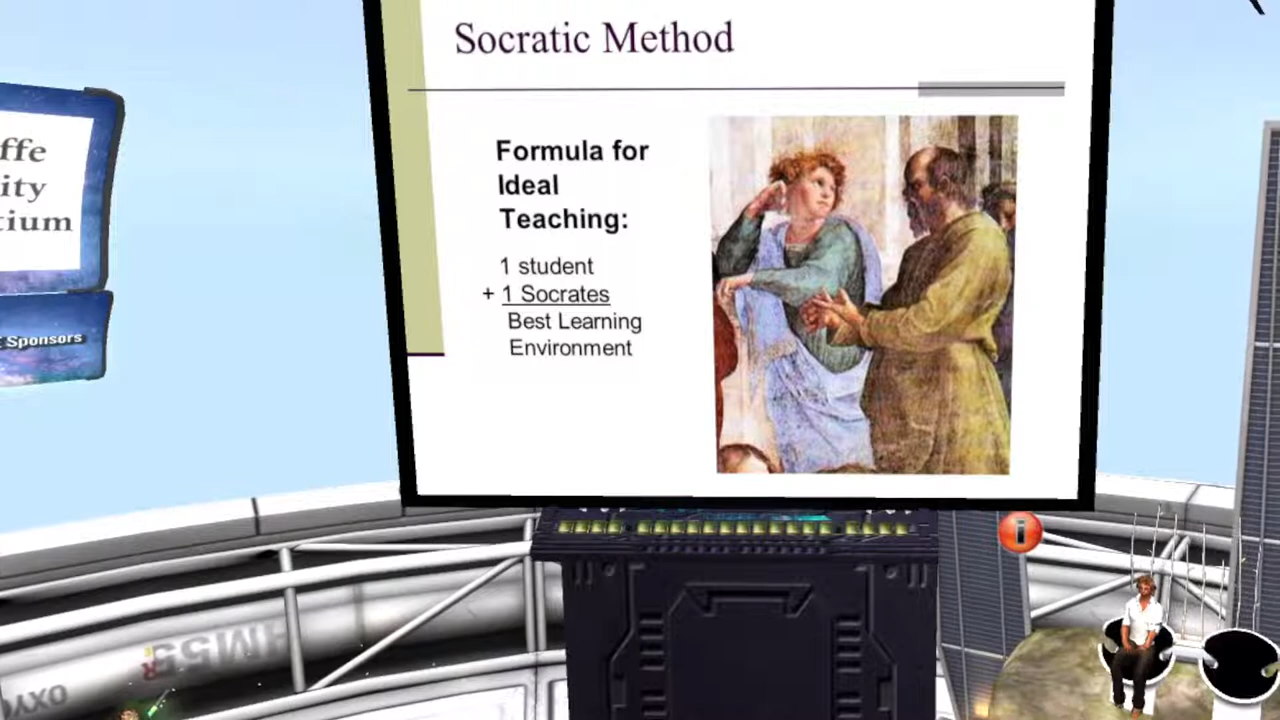 Socratic Method
Formula for
Ideal
Teaching:
1 student
+ 1 Socrates
Best Learning
Environment
ffe
ity
tium
Sponsors